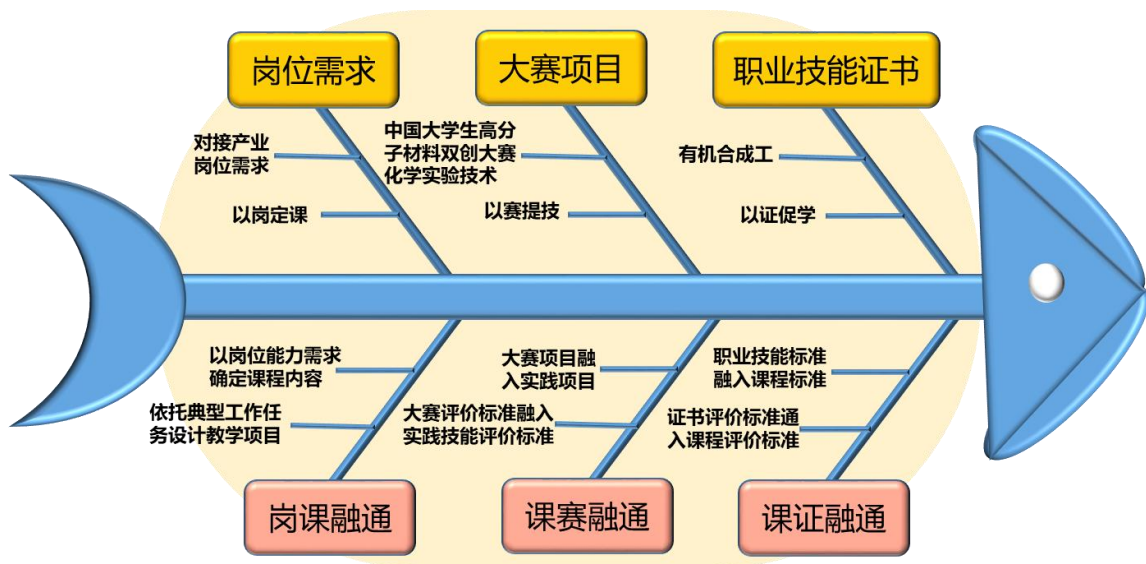 岗位需求
大赛项目
职业技能证书
对接产业
岗位需求
以岗定课
中国大学生高分
子材料双创大赛
化学实验技术
以赛提技
有机合成工
以证促学
以岗位能力需求
确定课程内容
依托典型工作任
务设计教学项目
大赛项目融
入实践项目
大赛评价标准融入
实践技能评价标准
职业技能标准
融入课程标准
证书评价标准通
入课程评价标准
岗课融通
课赛融通
课证融通